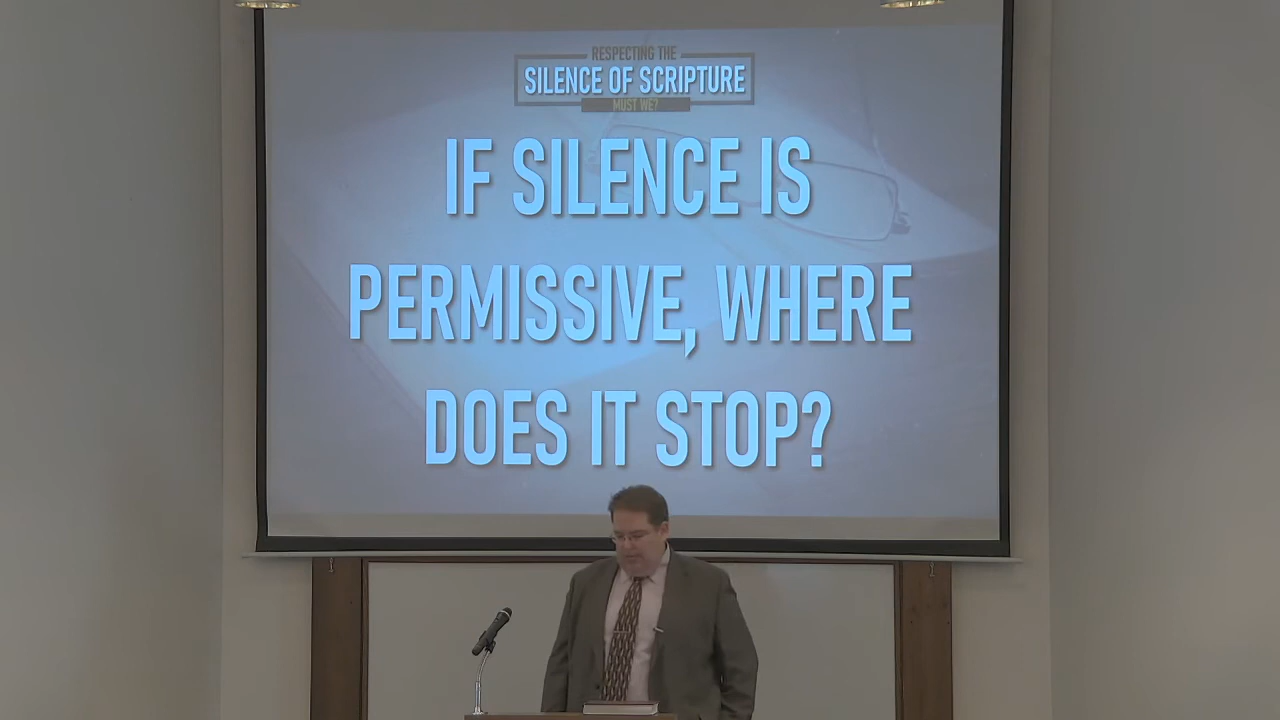 RESPECTING THE
SILENCE OF SCRIPTURE
MUST WE?
IF SILENCE IS
PERMISSIVE, WHERE
DOES IT STOP?